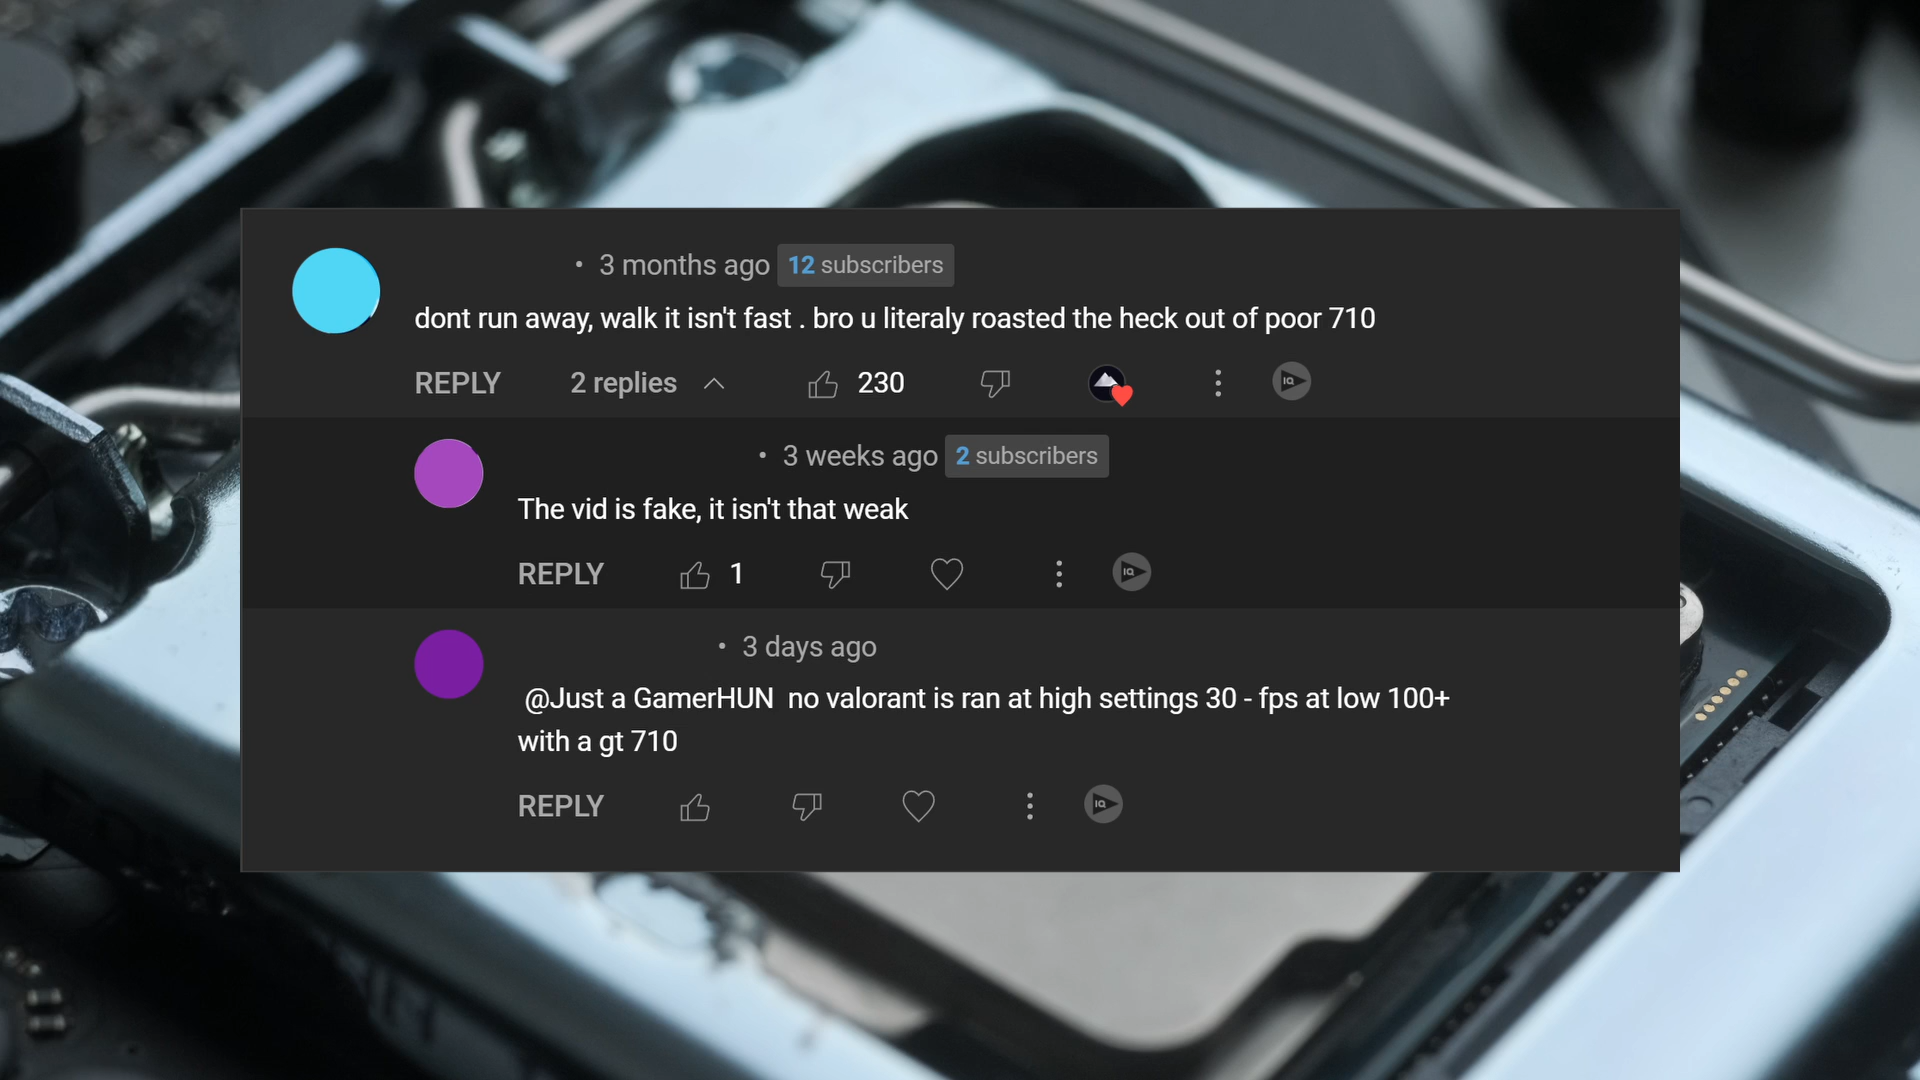 • 3 months ago 12 subscribers
dont run away, walk it isn't fast . bro u literaly roasted the heck out of poor 710
REPLY 2 replies 230
• 3 weeks ago 2 subscribers
The vid is fake, it isn't that weak
REPLY 1
• 3 days ago
@Just a GamerHUN  no valorant is ran at high settings 30 - fps at low 100+
with a gt 710
REPLY